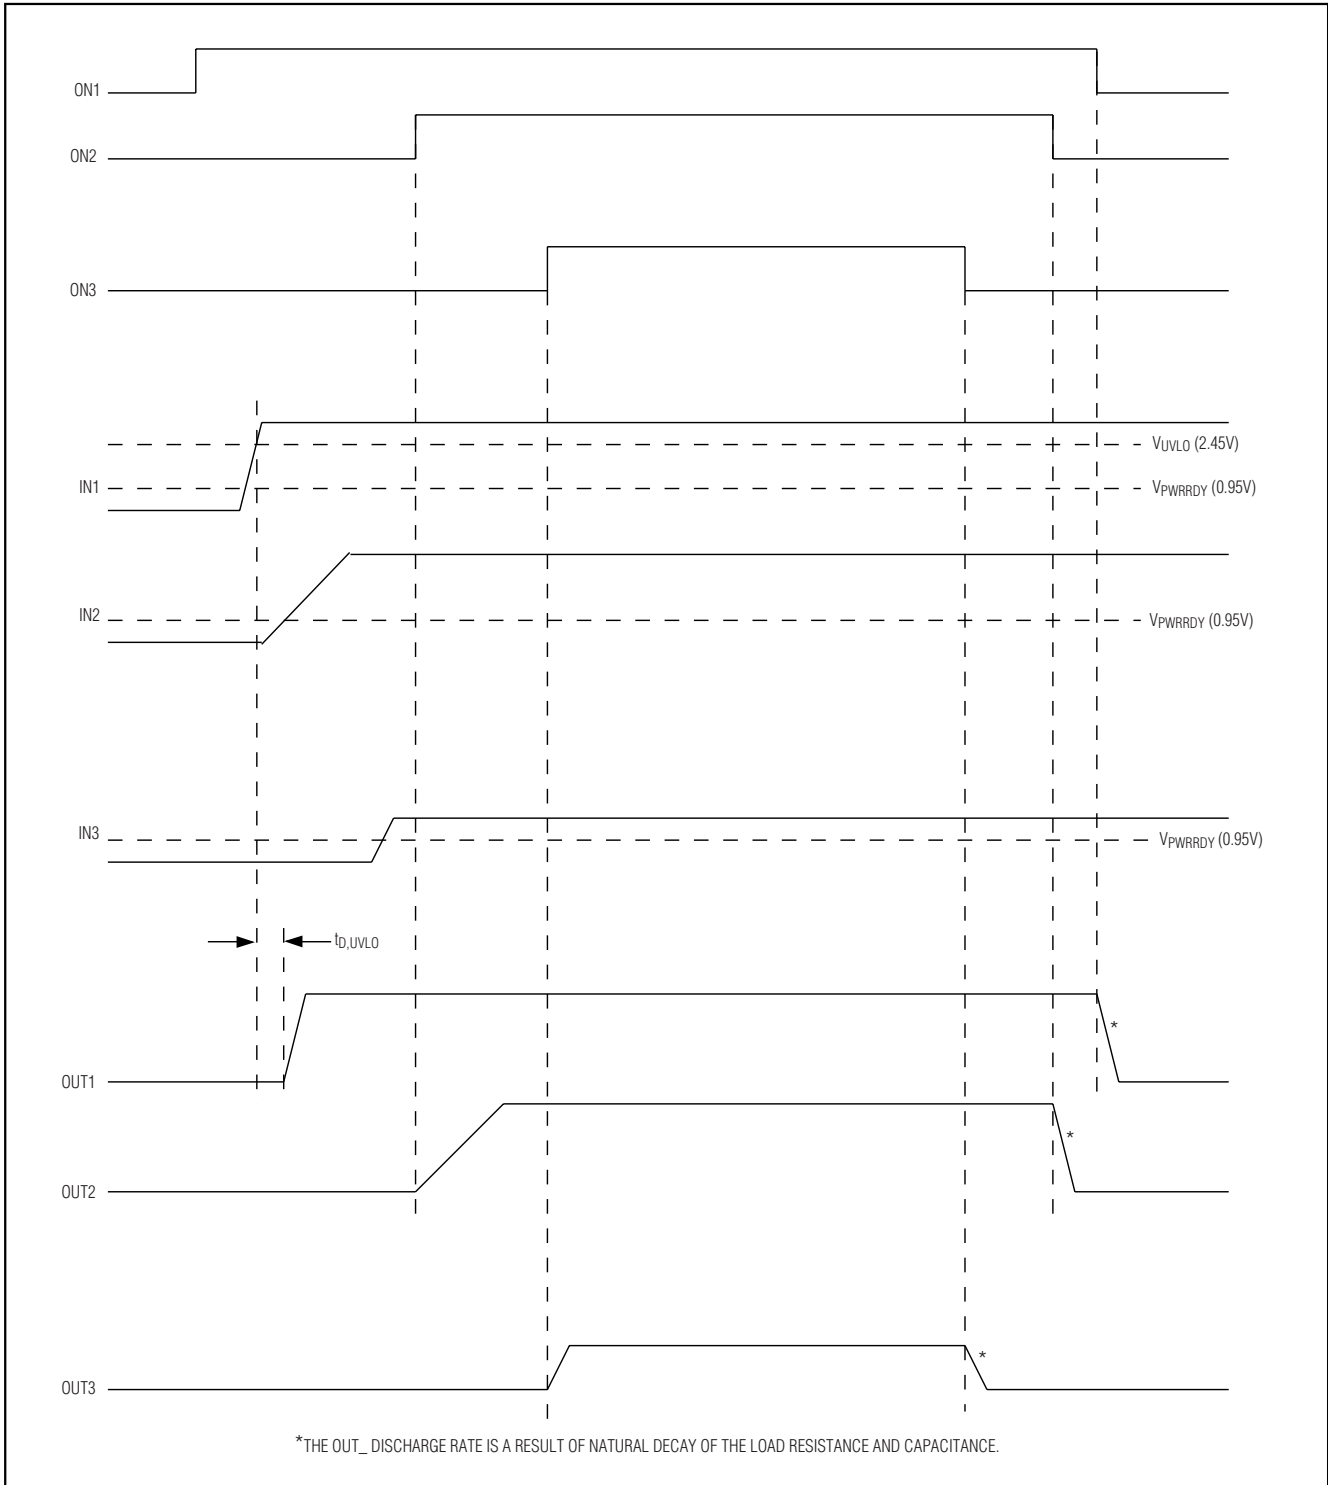 ON1
ON2
ON3
VUVLO (2.45V)
IN1
VPWRRDY (0.95V)
IN2
VPWRRDY (0.95V)
IN3
VPWRRDY (0.95V)
tD,UVLO
*
OUT1
*
OUT2
*
OUT3
*THE OUT_ DISCHARGE RATE IS A RESULT OF NATURAL DECAY OF THE LOAD RESISTANCE AND CAPACITANCE.